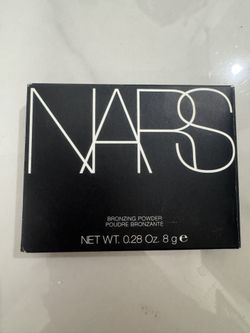 NARS
BRONZING POWDER
POUDRE BRONZANTE
NET WT. 0.28 Oz. 8 g ℮